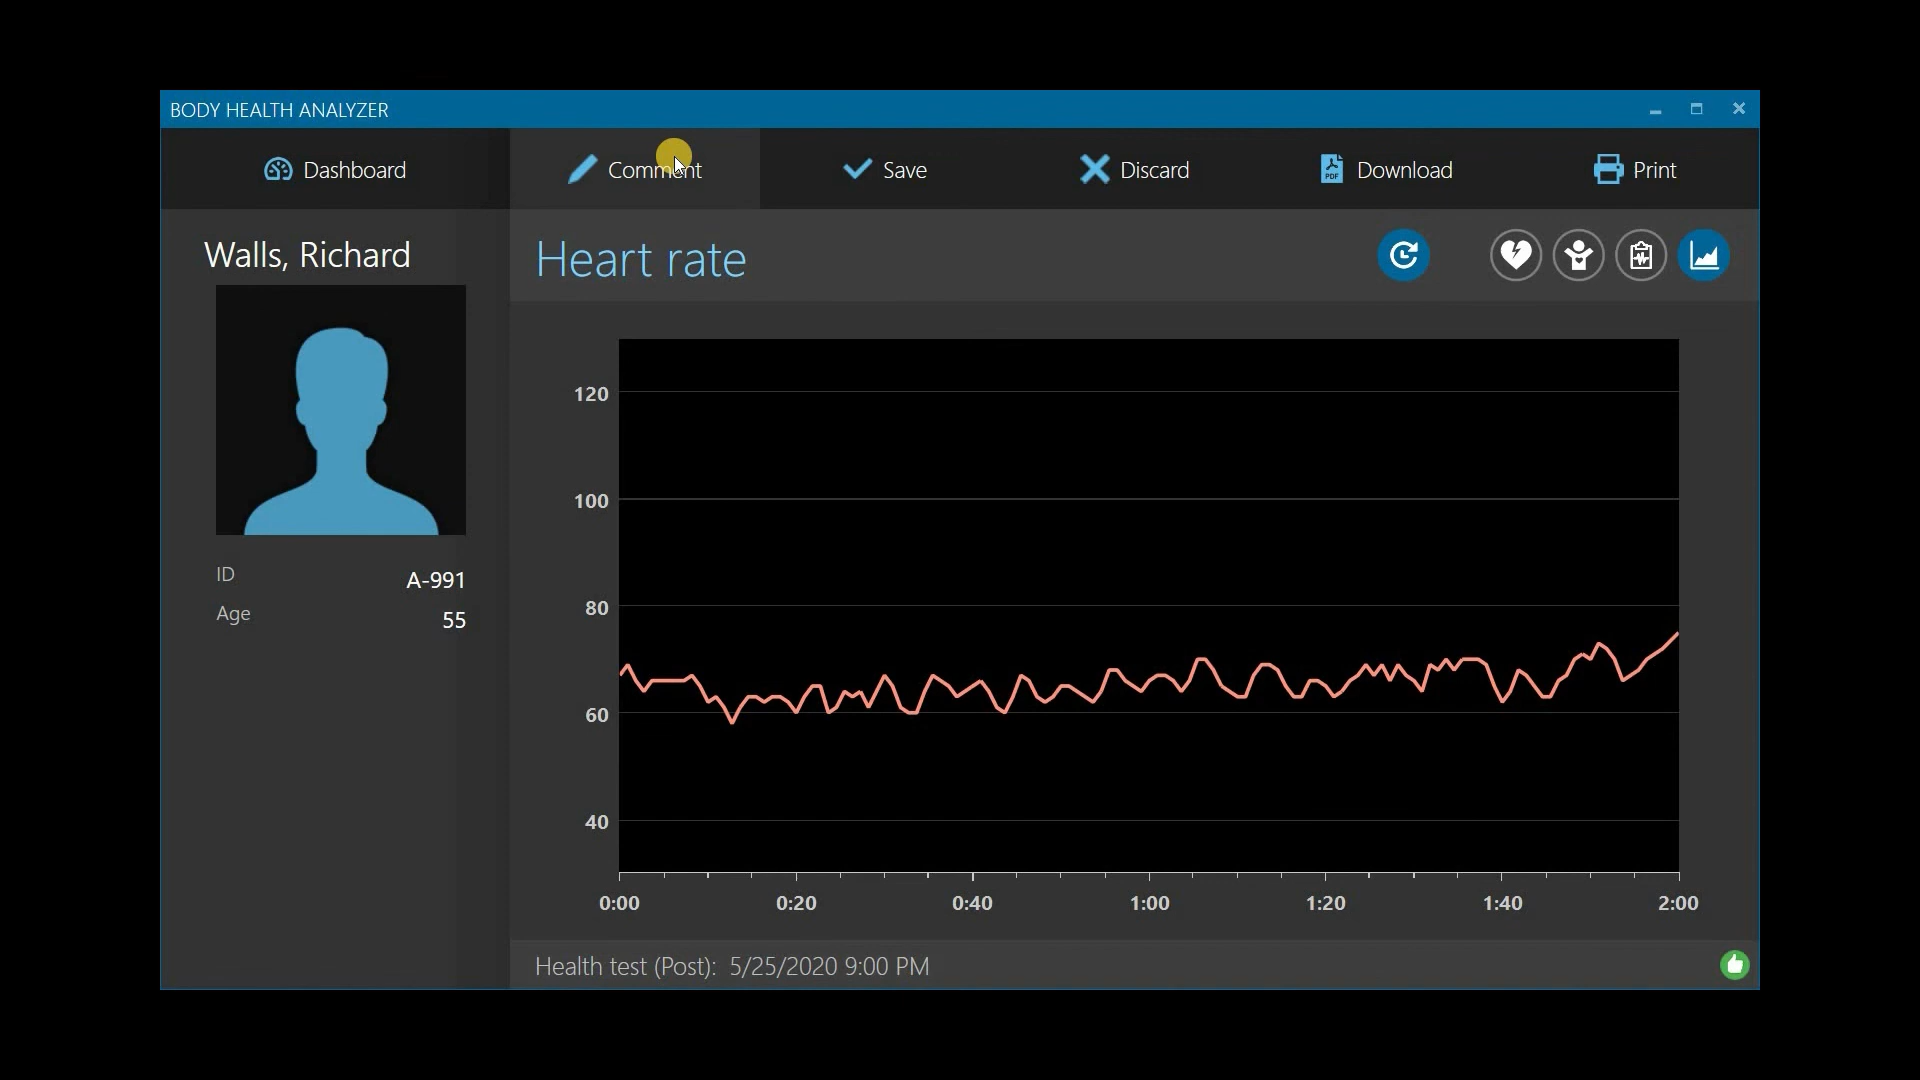 BODY HEALTH ANALYZER
Dashboard
Comment
Save
Discard
PDF
Download
Print
Walls, Richard
Heart rate
ID A-991
Age 55
120
100
80
60
40
0:00 0:20 0:40 1:00 1:20 1:40 2:00
Health test (Post): 5/25/2020 9:00 PM